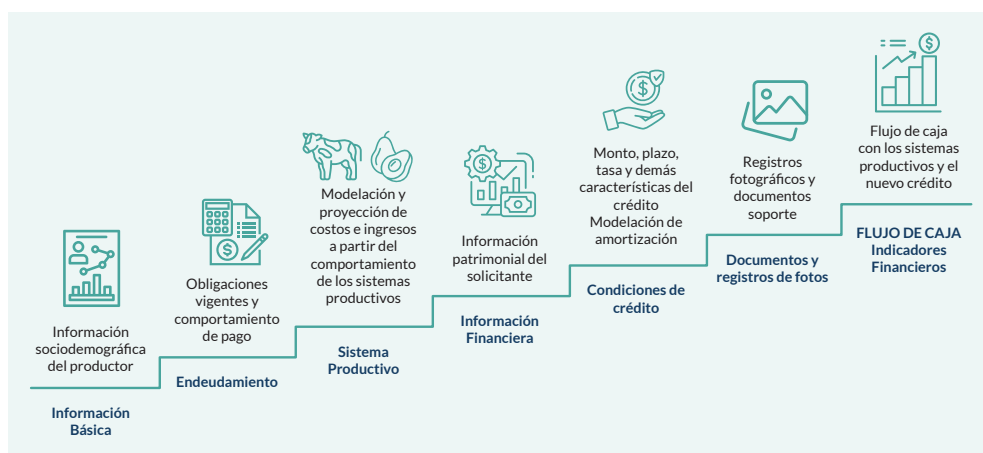 Información
sociodemográfica
del productor
Información
Básica
Obligaciones
vigentes y
comportamiento
de pago
Endeudamiento
Modelación y
proyección de
costos e ingresos
a partir del
comportamiento
de los sistemas
productivos
Sistema
Productivo
Información
patrimonial del
solicitante
Información
Financiera
Monto, plazo,
tasa y demás
características del
crédito
Modelación de
amortización
Condiciones de
crédito
Registros
fotográficos y
documentos
soporte
Documentos y
registros de fotos
Flujo de caja
con los sistemas
productivos y el
nuevo crédito
FLUJO DE CAJA
Indicadores
Financieros